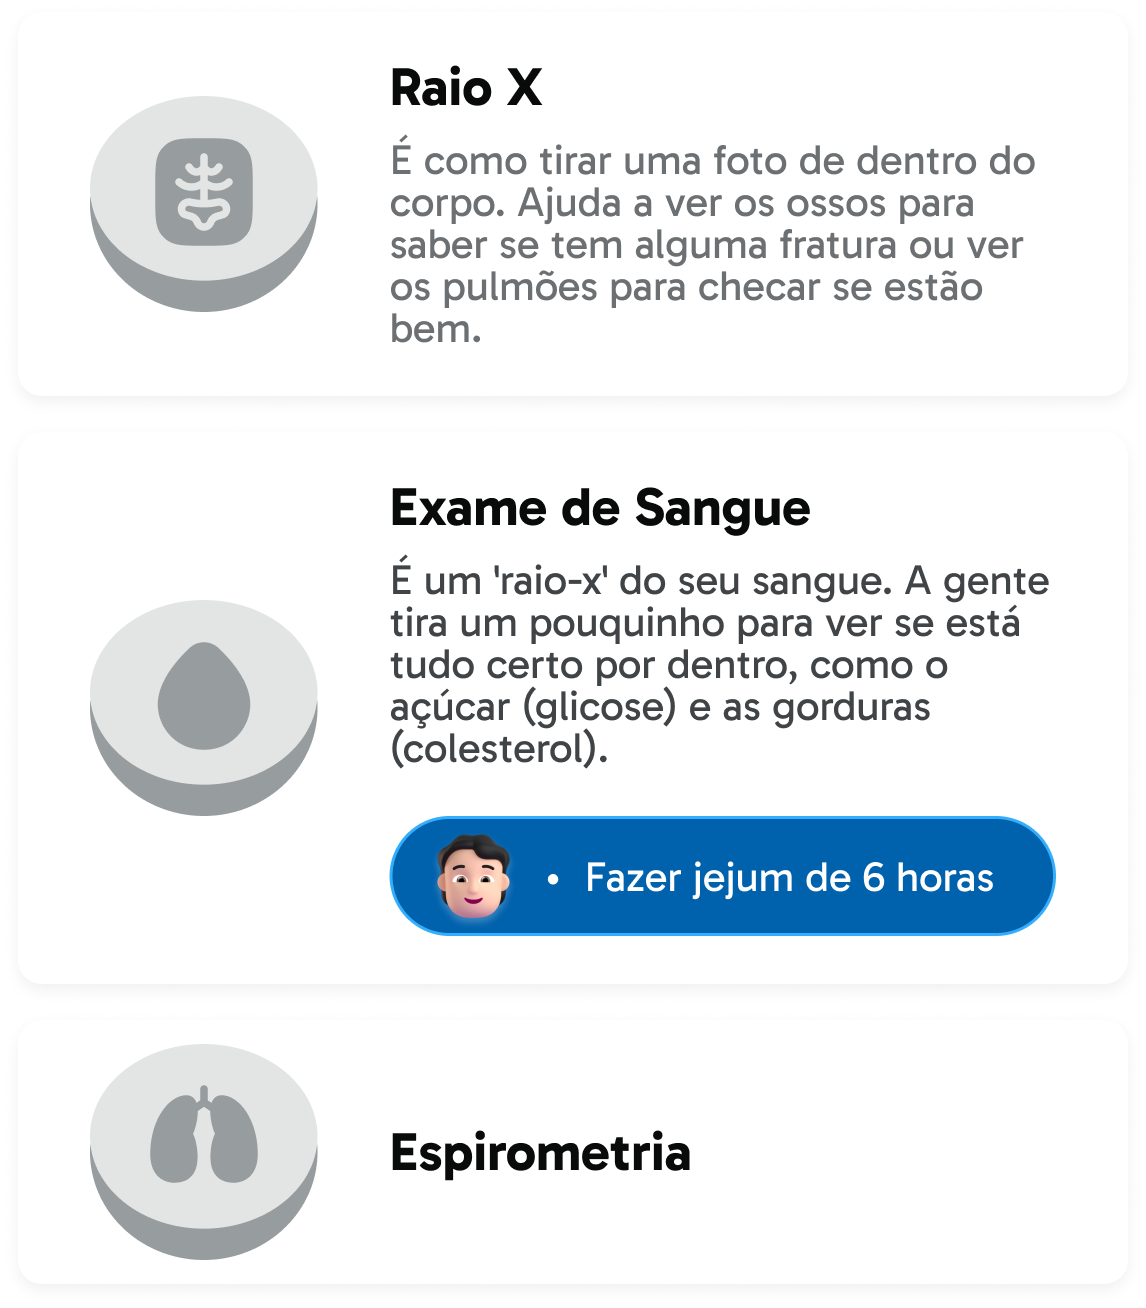 Raio X
É como tirar uma foto de dentro do
corpo. Ajuda a ver os ossos para
saber se tem alguma fratura ou ver
os pulmões para checar se estão
bem.
Exame de Sangue
É um 'raio-x' do seu sangue. A gente
tira um pouquinho para ver se está
tudo certo por dentro, como o
açúcar (glicose) e as gorduras
(colesterol).
• Fazer jejum de 6 horas
Espirometria